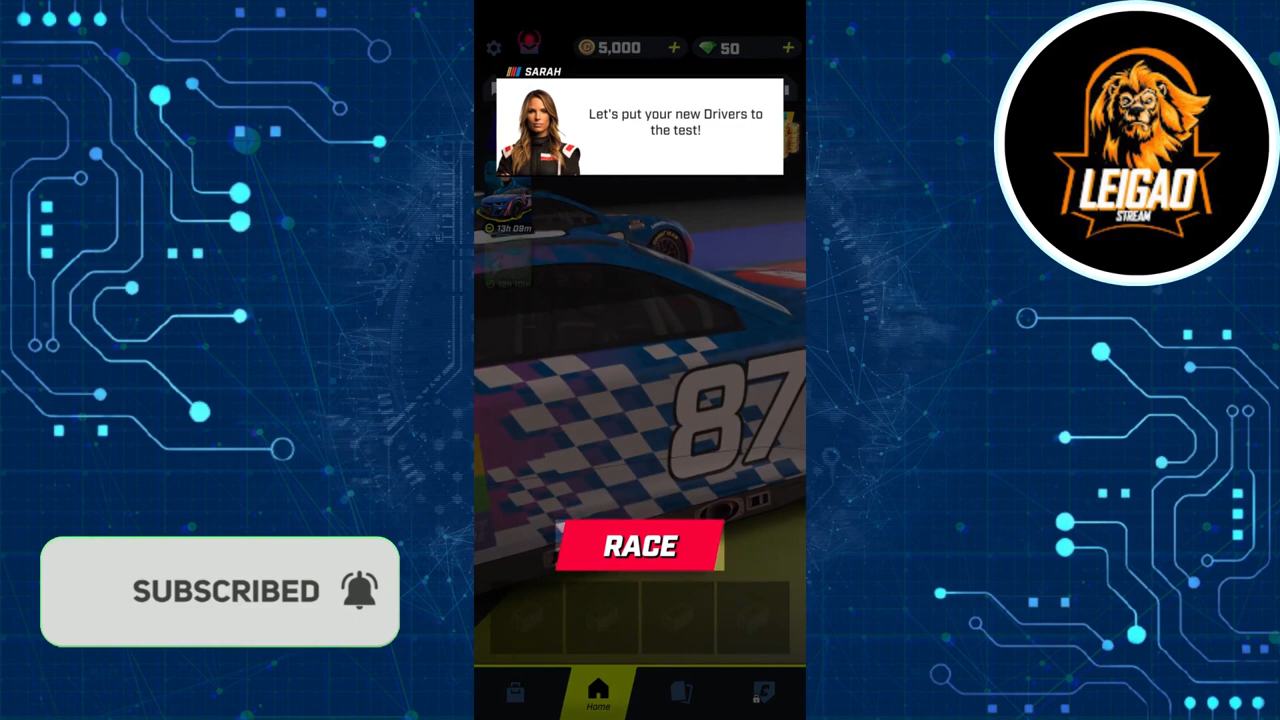 5,000
50
SARAH
Let's put your new Drivers to
the test!
13h 09m
87
RACE
Home
SUBSCRIBED
LEIGAO
STREAM